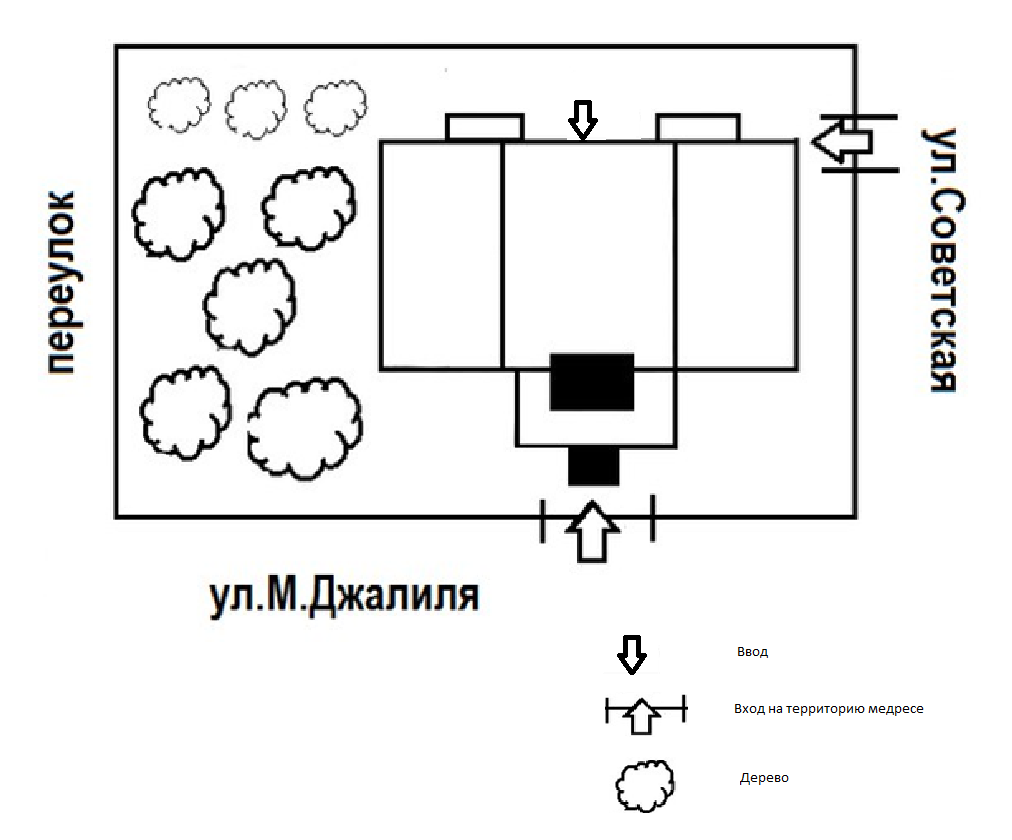 переулок
ул.Советская
ул.М.Джалиля
Ввод
Вход на территорию медресе
Дерево